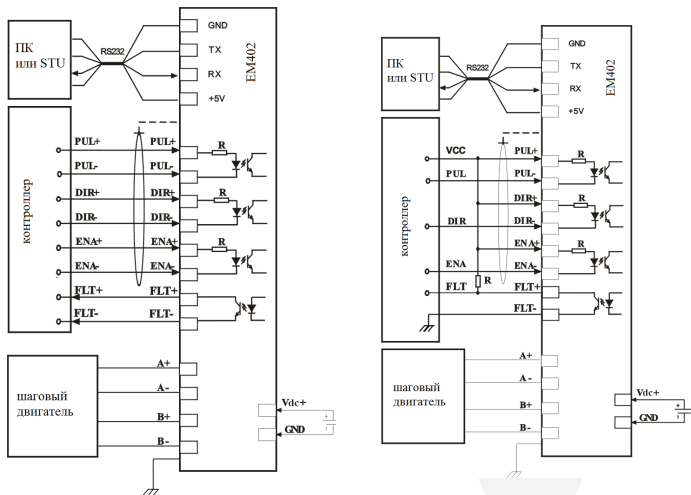 ПК
или STU
RS232
GND
TX
RX
+5V
EM402
контроллер
PUL+ PUL+
PUL- PUL-
DIR+ DIR+
DIR- DIR-
ENA+ ENA+
ENA- ENA-
FLT+ FLT+
FLT- FLT-
R
R
R
шаговый
двигатель
A+
A-
B+
B-
Vdc+
GND
+
-
ПК
или STU
RS232
GND
TX
RX
+5V
EM402
контроллер
VCC PUL+
PUL PUL-
DIR+
DIR DIR-
ENA+
ENA ENA-
FLT R FLT+
FLT-
R
R
R
шаговый
двигатель
A+
A-
B+
B-
Vdc+
GND
+
-